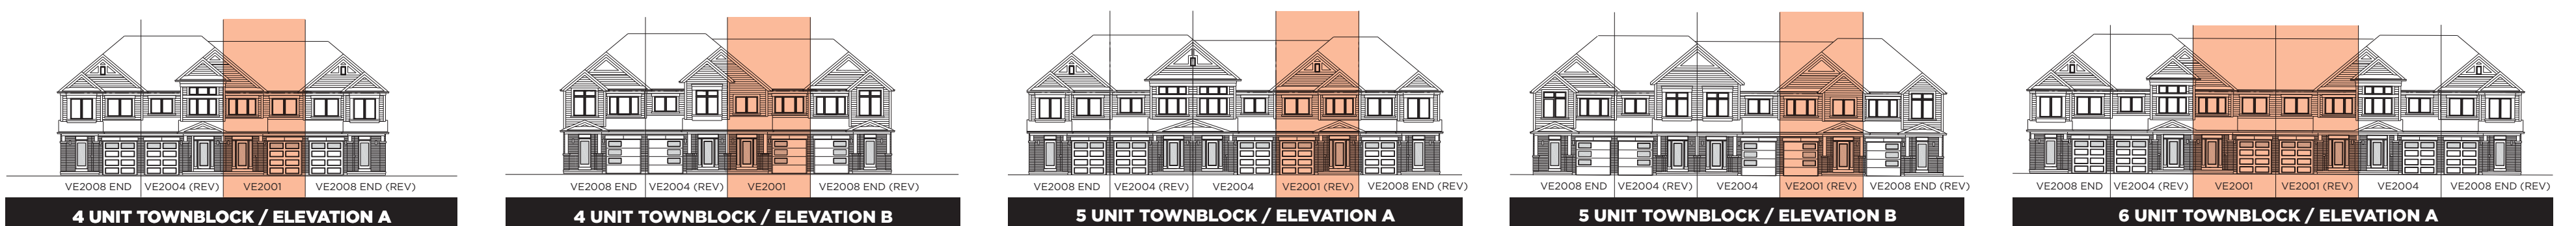 VE2008 END VE2004 (REV) VE2001 VE2008 END (REV)
4 UNIT TOWNBLOCK / ELEVATION A
VE2008 END VE2004 (REV) VE2001 VE2008 END (REV)
4 UNIT TOWNBLOCK / ELEVATION B
VE2008 END VE2004 (REV) VE2004 VE2001 (REV) VE2008 END (REV)
5 UNIT TOWNBLOCK / ELEVATION A
VE2008 END VE2004 (REV) VE2004 VE2001 (REV) VE2008 END (REV)
5 UNIT TOWNBLOCK / ELEVATION B
VE2008 END VE2004 (REV) VE2001 VE2001 (REV) VE2004 VE2008 END (REV)
6 UNIT TOWNBLOCK / ELEVATION A